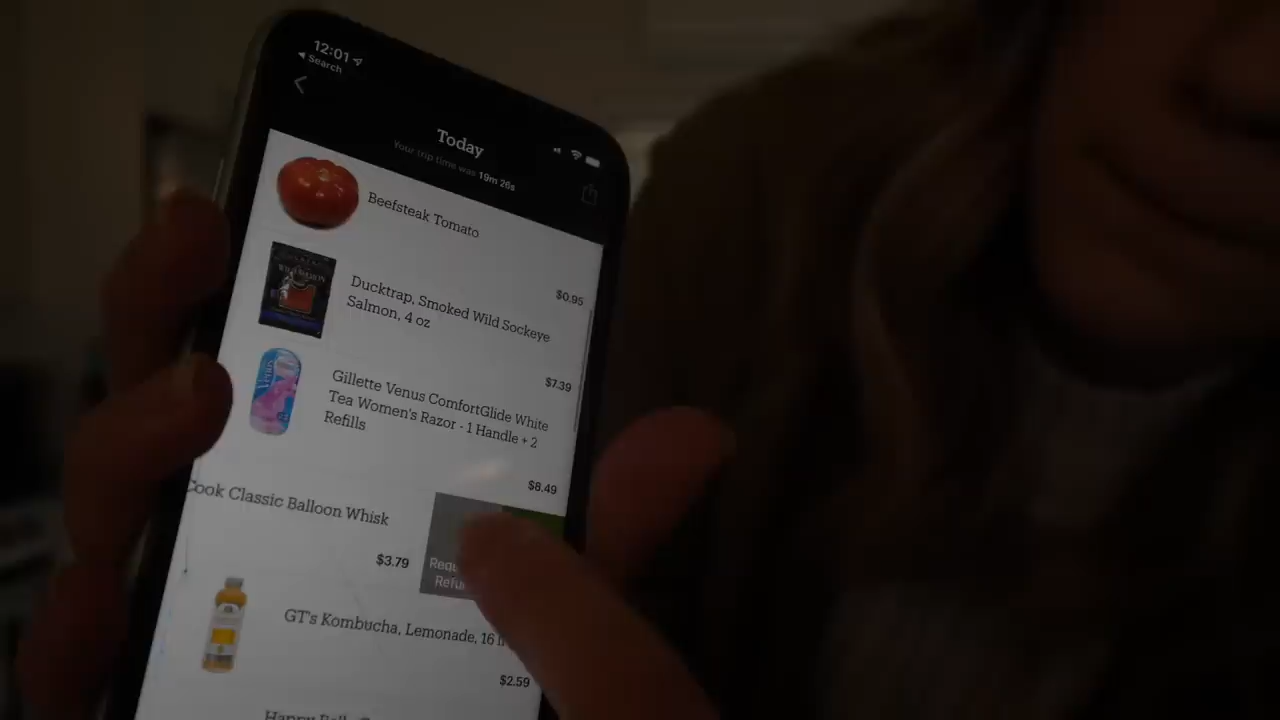 12:01
Search
Today
Your trip time was 19m 26s
Beefsteak Tomato
$0.95
Ducktrap, Smoked Wild Sockeye
Salmon, 4 oz
$7.39
Gillette Venus ComfortGlide White
Tea Women's Razor - 1 Handle + 2
Refills
$8.49
Cook Classic Balloon Whisk
$3.79
GT's Kombucha, Lemonade, 16
$2.59